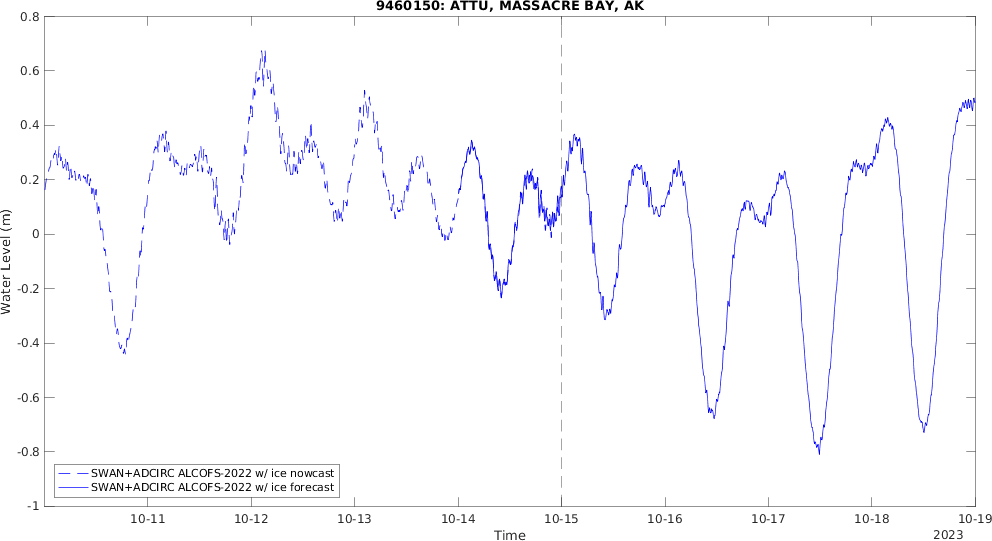 9460150: ATTU, MASSACRE BAY, AK
0.8
0.6
0.4
0.2
0
-0.2
-0.4
-0.6
-0.8
-1
Water Level (m)
SWAN+ADCIRC ALCOFS-2022 w/ ice nowcast
SWAN+ADCIRC ALCOFS-2022 w/ ice forecast
10-11 10-12 10-13 10-14 10-15 10-16 10-17 10-18 10-19
Time
2023